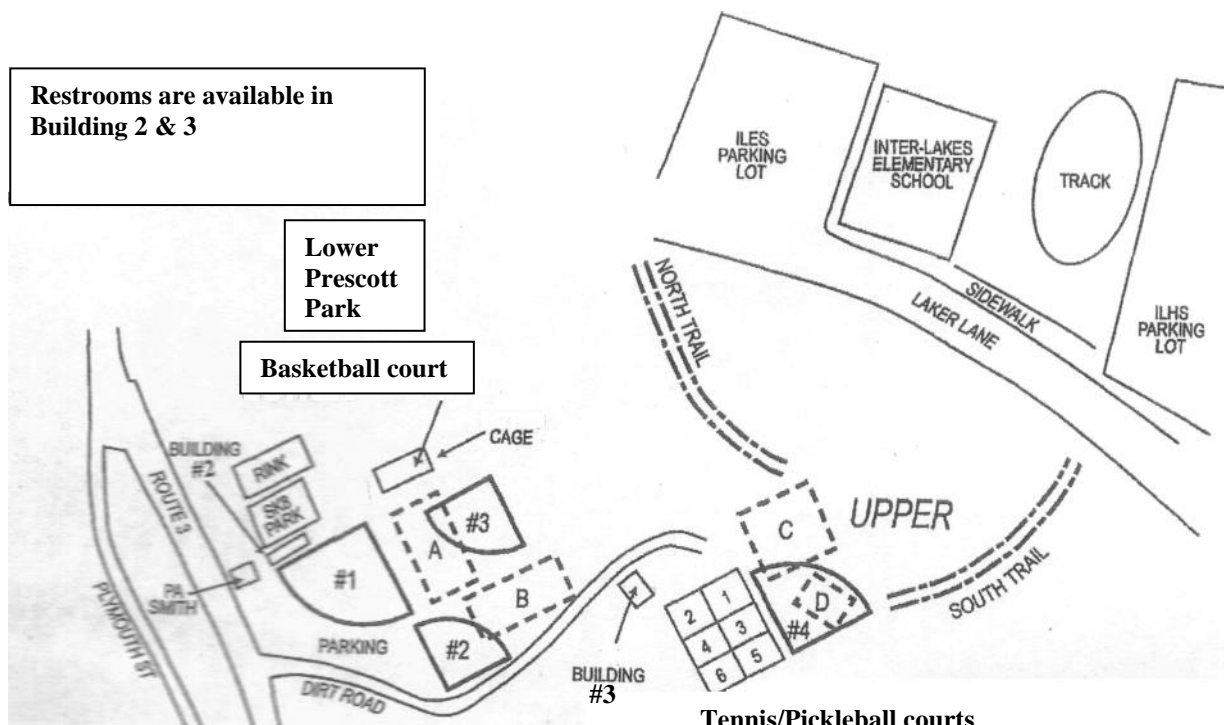 Restrooms are available in
Building 2 & 3
ILES
PARKING
LOT
INTER-LAKES
ELEMENTARY
SCHOOL
TRACK
ILHS
PARKING
LOT
SIDEWALK
LAKER LANE
NORTH TRAIL
Lower
Prescott
Park
Basketball court
CAGE
BUILDING
#2
RINK
SK8
PARK
ROUTE 3
PLYMOUTH ST
PA
SMITH
#1
A
#3
B
#2
PARKING
DIRT ROAD
UPPER
C
D
#4
SOUTH TRAIL
2 1
4 3
6 5
BUILDING
#3
Tennis/Pickleball courts